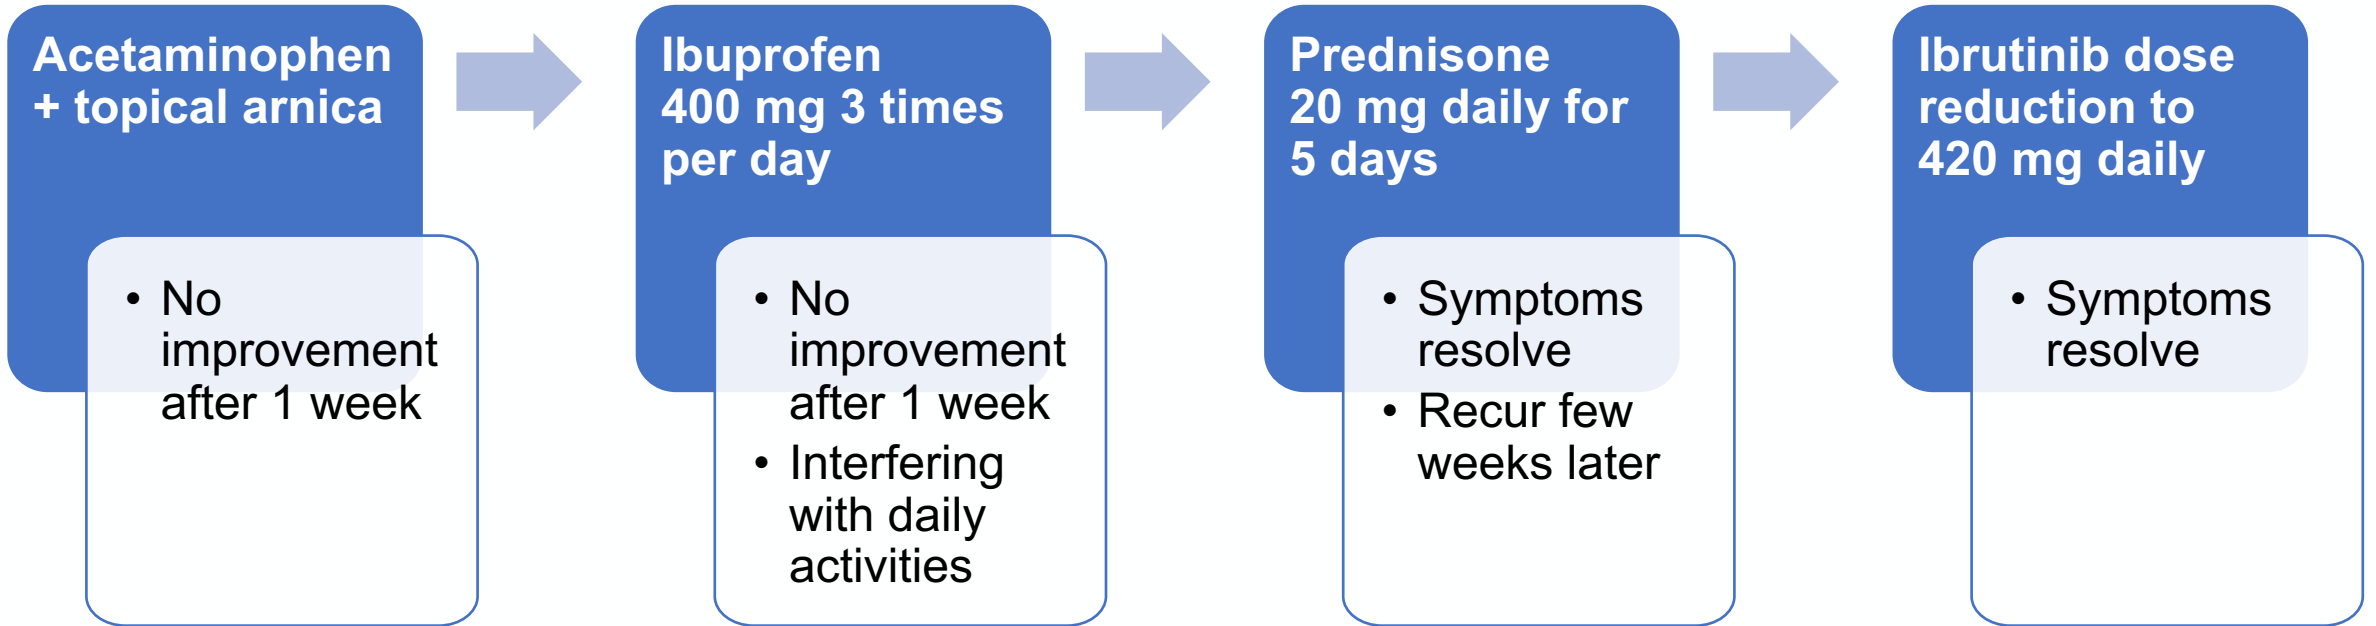 Acetaminophen
+ topical arnica
• No
improvement
after 1 week
Ibuprofen
400 mg 3 times
per day
• No
improvement
after 1 week
• Interfering
with daily
activities
Prednisone
20 mg daily for
5 days
• Symptoms
resolve
• Recur few
weeks later
Ibrutinib dose
reduction to
420 mg daily
• Symptoms
resolve